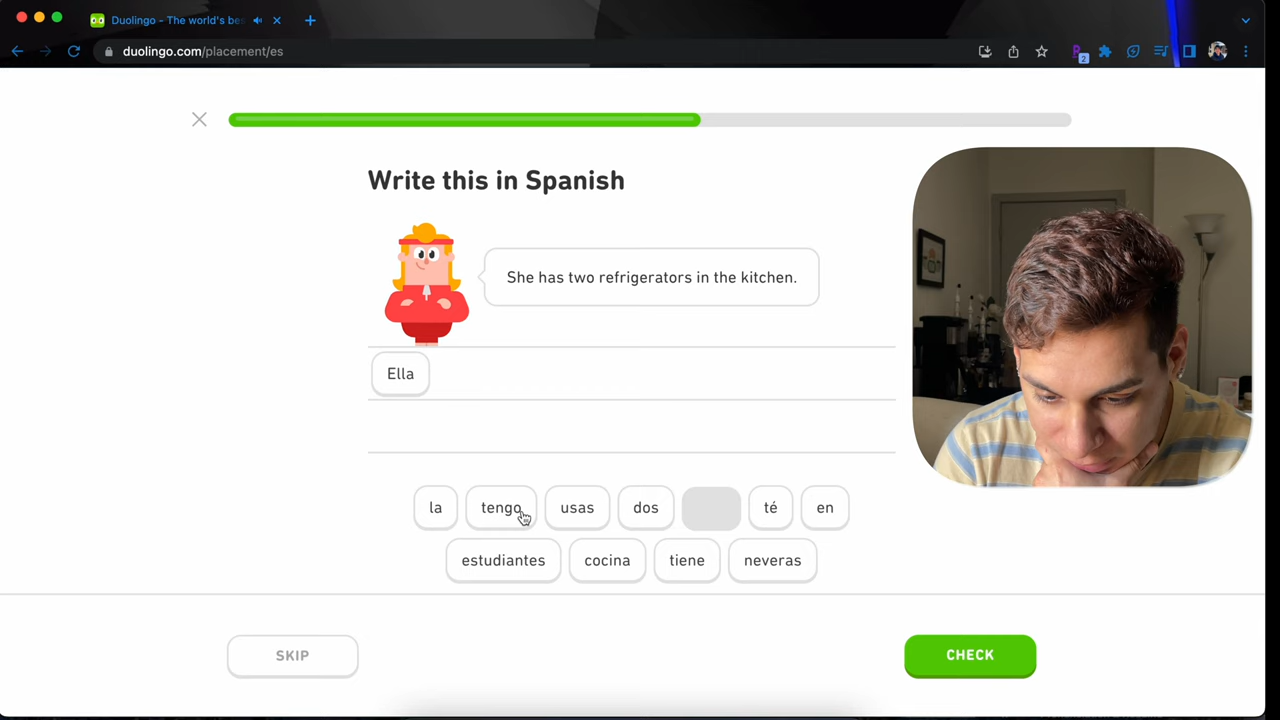 Duolingo - The world's bes
duolingo.com/placement/es
2
Write this in Spanish
She has two refrigerators in the kitchen.
Ella
la tengo usas dos té en
estudiantes cocina tiene neveras
SKIP CHECK